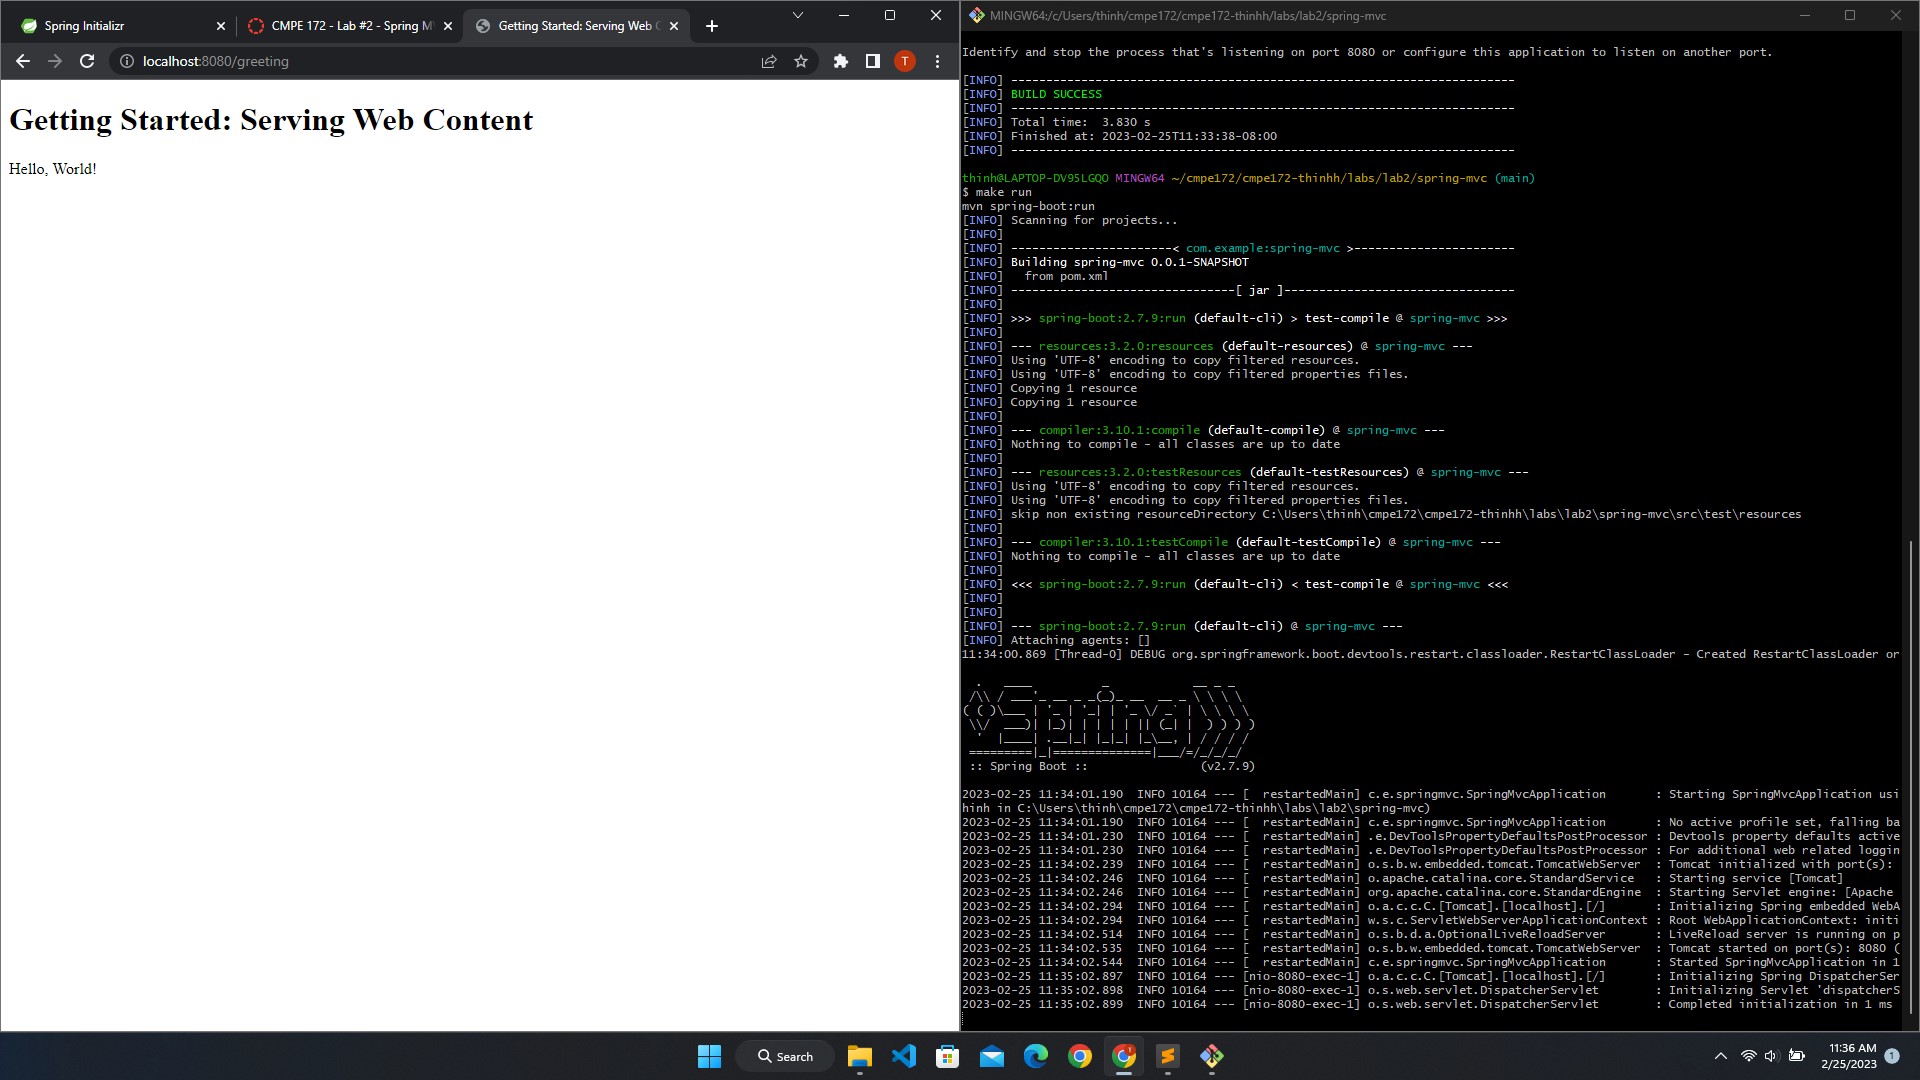 Spring Initializr
CMPE 172 - Lab #2 - Spring M
Getting Started: Serving Web C
localhost:8080/greeting
T
Getting Started: Serving Web Content
Hello, World!
MINGW64:/c/Users/thinh/cmpe172/cmpe172-thinhh/labs/lab2/spring-mvc
Identify and stop the process that's listening on port 8080 or configure this application to listen on another port.
[INFO] ------------------------------------------------------------------------
[INFO] BUILD SUCCESS
[INFO] ------------------------------------------------------------------------
[INFO] Total time:  3.830 s
[INFO] Finished at: 2023-02-25T11:33:38-08:00
[INFO] ------------------------------------------------------------------------
thinh@LAPTOP-DV95LGQO MINGW64 ~/cmpe172/cmpe172-thinhh/labs/lab2/spring-mvc (main)
$ make run
mvn spring-boot:run
[INFO] Scanning for projects...
[INFO]
[INFO] -----------------------< com.example:spring-mvc >-----------------------
[INFO] Building spring-mvc 0.0.1-SNAPSHOT
[INFO]   from pom.xml
[INFO] --------------------------------[ jar ]---------------------------------
[INFO]
[INFO] >>> spring-boot:2.7.9:run (default-cli) > test-compile @ spring-mvc >>>
[INFO]
[INFO] --- resources:3.2.0:resources (default-resources) @ spring-mvc ---
[INFO] Using 'UTF-8' encoding to copy filtered resources.
[INFO] Using 'UTF-8' encoding to copy filtered properties files.
[INFO] Copying 1 resource
[INFO] Copying 1 resource
[INFO]
[INFO] --- compiler:3.10.1:compile (default-compile) @ spring-mvc ---
[INFO] Nothing to compile - all classes are up to date
[INFO]
[INFO] --- resources:3.2.0:testResources (default-testResources) @ spring-mvc ---
[INFO] Using 'UTF-8' encoding to copy filtered resources.
[INFO] Using 'UTF-8' encoding to copy filtered properties files.
[INFO] skip non existing resourceDirectory C:\Users\thinh\cmpe172\cmpe172-thinhh\labs\lab2\spring-mvc\src\test\resources
[INFO]
[INFO] --- compiler:3.10.1:testCompile (default-testCompile) @ spring-mvc ---
[INFO] Nothing to compile - all classes are up to date
[INFO]
[INFO] <<< spring-boot:2.7.9:run (default-cli) < test-compile @ spring-mvc <<<
[INFO]
[INFO]
[INFO] --- spring-boot:2.7.9:run (default-cli) @ spring-mvc ---
[INFO] Attaching agents: []
11:34:00.869 [Thread-0] DEBUG org.springframework.boot.devtools.restart.classloader.RestartClassLoader - Created RestartClassLoader or
  .   ____          _            __ _ _
 /\\ / ___'_ __ _ _(_)_ __  __ _ \ \ \ \
( ( )\___ | '_ | '_| | '_ \/ _` | \ \ \ \
 \\/  ___)| |_)| | | | | || (_| |  ) ) ) )
  '  |____| .__|_| |_|_| |_\__, | / / / /
 =========|_|==============|___/=/_/_/_/
 :: Spring Boot ::                (v2.7.9)
2023-02-25 11:34:01.190  INFO 10164 --- [  restartedMain] c.e.springmvc.SpringMvcApplication       : Starting SpringMvcApplication usi
hinh in C:\Users\thinh\cmpe172\cmpe172-thinhh\labs\lab2\spring-mvc)
2023-02-25 11:34:01.190  INFO 10164 --- [  restartedMain] c.e.springmvc.SpringMvcApplication       : No active profile set, falling ba
2023-02-25 11:34:01.230  INFO 10164 --- [  restartedMain] .e.DevToolsPropertyDefaultsPostProcessor : Devtools property defaults active
2023-02-25 11:34:01.230  INFO 10164 --- [  restartedMain] .e.DevToolsPropertyDefaultsPostProcessor : For additional web related loggin
2023-02-25 11:34:02.239  INFO 10164 --- [  restartedMain] o.s.b.w.embedded.tomcat.TomcatWebServer  : Tomcat initialized with port(s):
2023-02-25 11:34:02.246  INFO 10164 --- [  restartedMain] o.apache.catalina.core.StandardService   : Starting service [Tomcat]
2023-02-25 11:34:02.246  INFO 10164 --- [  restartedMain] org.apache.catalina.core.StandardEngine  : Starting Servlet engine: [Apache
2023-02-25 11:34:02.294  INFO 10164 --- [  restartedMain] o.a.c.c.C.[Tomcat].[localhost].[/]       : Initializing Spring embedded WebA
2023-02-25 11:34:02.294  INFO 10164 --- [  restartedMain] w.s.c.ServletWebServerApplicationContext : Root WebApplicationContext: initi
2023-02-25 11:34:02.514  INFO 10164 --- [  restartedMain] o.s.b.d.a.OptionalLiveReloadServer       : LiveReload server is running on p
2023-02-25 11:34:02.535  INFO 10164 --- [  restartedMain] o.s.b.w.embedded.tomcat.TomcatWebServer  : Tomcat started on port(s): 8080 (
2023-02-25 11:34:02.544  INFO 10164 --- [  restartedMain] c.e.springmvc.SpringMvcApplication       : Started SpringMvcApplication in 1
2023-02-25 11:35:02.897  INFO 10164 --- [nio-8080-exec-1] o.a.c.c.C.[Tomcat].[localhost].[/]       : Initializing Spring DispatcherSer
2023-02-25 11:35:02.898  INFO 10164 --- [nio-8080-exec-1] o.s.web.servlet.DispatcherServlet        : Initializing Servlet 'dispatcherS
2023-02-25 11:35:02.899  INFO 10164 --- [nio-8080-exec-1] o.s.web.servlet.DispatcherServlet        : Completed initialization in 1 ms
Search
11:36 AM
2/25/2023
1